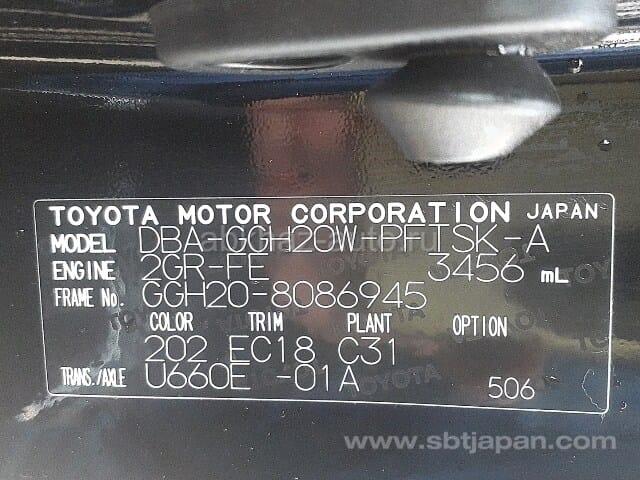 TOYOTA MOTOR CORPORATION JAPAN
MODEL DBA-GGH20W-PFTSK-A
ENGINE 2GR-FE 3456 mL
FRAME No. GGH20-8086945
COLOR TRIM PLANT OPTION
202 EC18 C31
TRANS./AXLE U660E -01A
506
www.sbtjapan.com